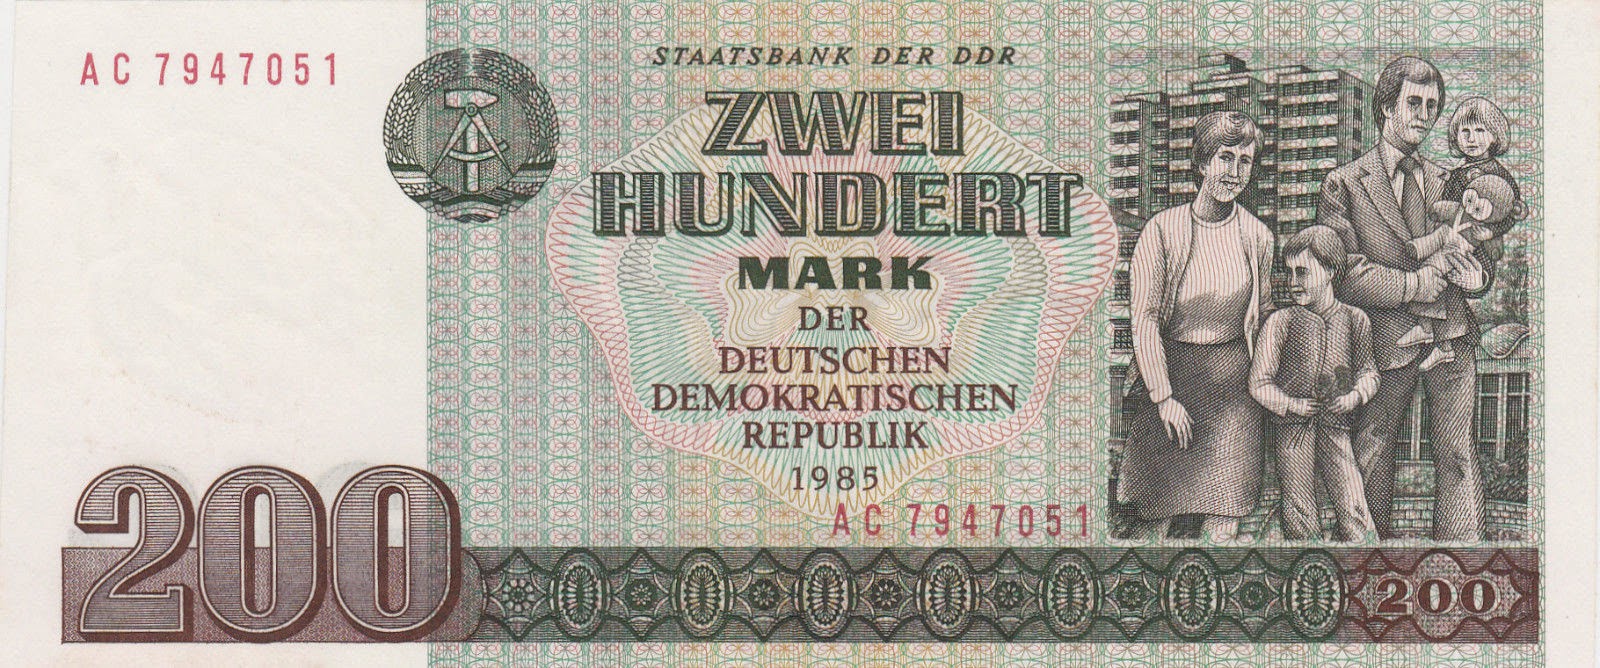 AC 7947051
STAATSBANK DER DDR
ZWEI
HUNDERT
MARK
DER
DEUTSCHEN
DEMOKRATISCHEN
REPUBLIK
1985
AC 7947051
200
200